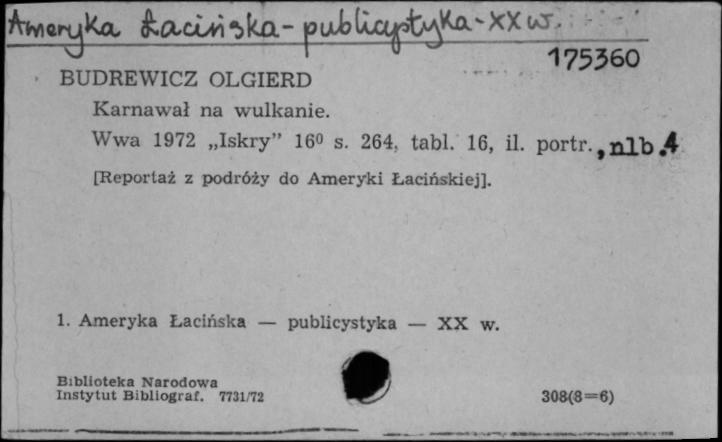 Ameryka Łacińska - publicystyka - XX w.
175360
BUDREWICZ OLGIERD
Karnawał na wulkanie.
Wwa 1972 „Iskry” 16⁰ s. 264, tabl. 16, il. portr., nlb.4
[Reportaż z podróży do Ameryki Łacińskiej].
1. Ameryka Łacińska — publicystyka — XX w.
Biblioteka Narodowa
Instytut Bibliograf. 7731/72
308(8=6)